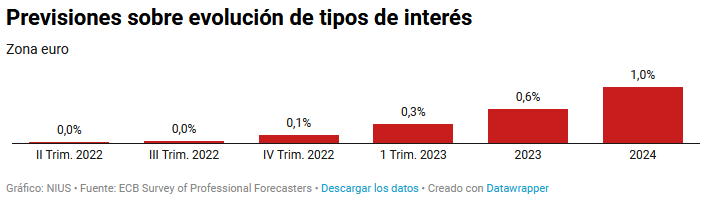 Previsiones sobre evolución de tipos de interés
Zona euro
0,0%
0,0%
0,1%
0,3%
0,6%
1,0%
II Trim. 2022
III Trim. 2022
IV Trim. 2022
1 Trim. 2023
2023
2024
Gráfico: NIUS • Fuente: ECB Survey of Professional Forecasters • Descargar los datos • Creado con Datawrapper